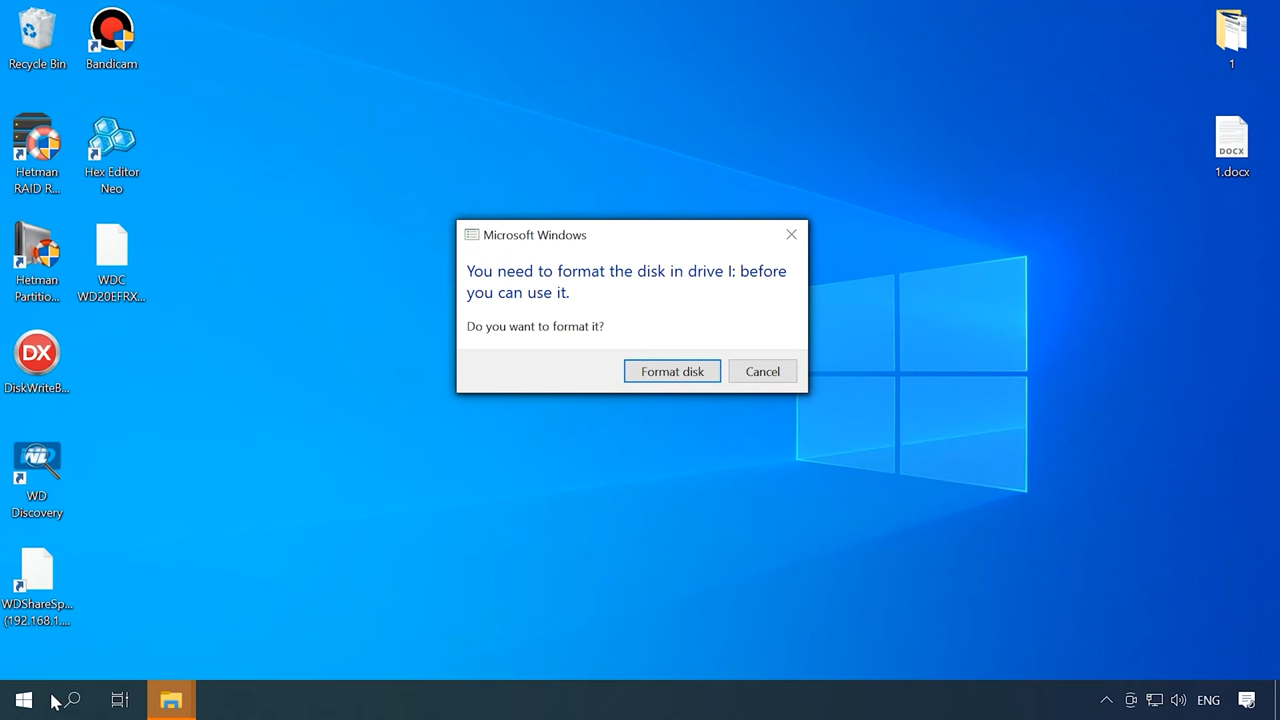 Recycle Bin
Bandicam
1
Hetman
RAID R...
Hex Editor
Neo
DOCX
1.docx
Hetman
Partitio...
WDC
WD20EFRX...
Microsoft Windows
You need to format the disk in drive I: before
you can use it.
Do you want to format it?
Format disk
Cancel
DX
DiskWriteB...
WD
WD
Discovery
WDShareSp...
(192.168.1....
ENG